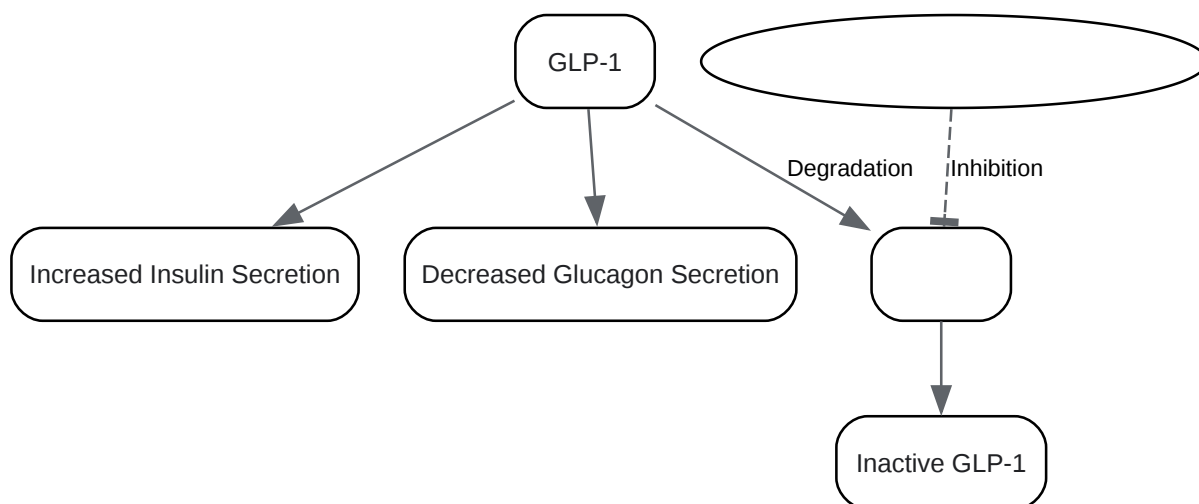 GLP-1
Degradation
Inhibition
Increased Insulin Secretion
Decreased Glucagon Secretion
Inactive GLP-1